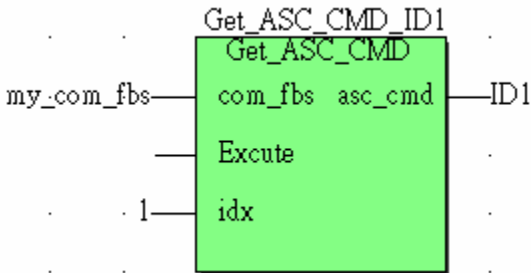 Get_ASC_CMD_ID1
Get_ASC_CMD
my_com_fbs com_fbs asc_cmd ID1
Excute
1 idx